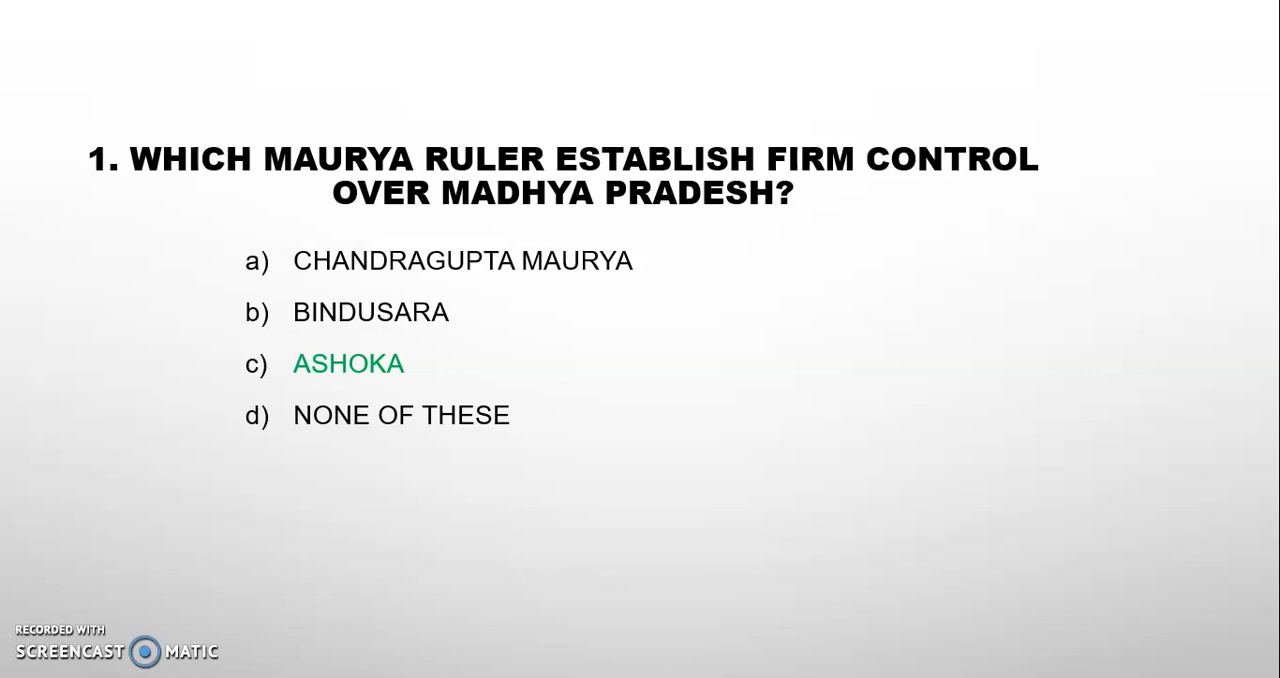 1. WHICH MAURYA RULER ESTABLISH FIRM CONTROL
OVER MADHYA PRADESH?
a) CHANDRAGUPTA MAURYA
b) BINDUSARA
c) ASHOKA
d) NONE OF THESE
RECORDED WITH
SCREENCAST MATIC